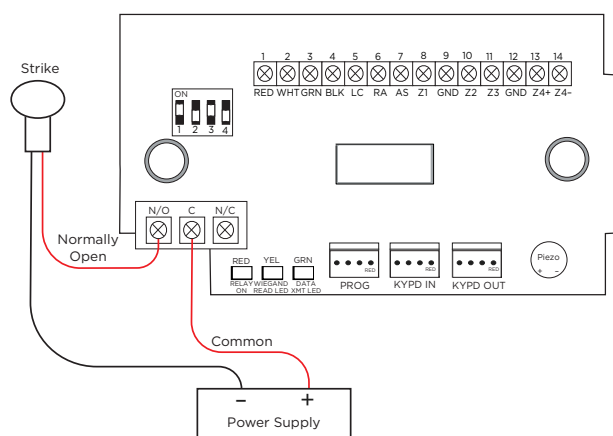 Strike
1 2 3 4 5 6 7 8 9 10 11 12 13 14
RED WHT GRN BLK LC RA AS Z1 GND Z2 Z3 GND Z4+ Z4–
ON
1 2 3 4
N/O C N/C
Normally
Open
RED YEL GRN
RELAY ON
WIEGAND READ LED
DATA XMT LED
RED
PROG
RED
KYPD IN
RED
KYPD OUT
Piezo
+ –
Common
– +
Power Supply